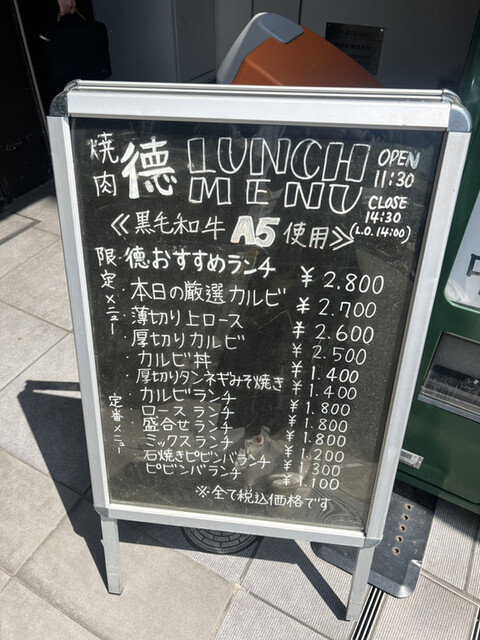 焼肉 徳 LUNCH MENU
OPEN 11:30
CLOSE 14:30
(L.O. 14:00)
≪黒毛和牛 A5 使用≫
限定メニュー
・徳おすすめランチ ¥2.800
・本日の厳選カルビ ¥2.700
・薄切り上ロース ¥2.600
・厚切りカルビ ¥2.500
・カルビ丼 ¥1.400
・厚切りタンネギみそ焼き ¥1.400
定番メニュー
・カルビランチ ¥1.800
・ロースランチ ¥1.800
・盛合せランチ ¥1.800
・ミックスランチ ¥1.200
・石焼きビビンバランチ ¥1.300
・ビビンバランチ ¥1.100
※全て税込価格です